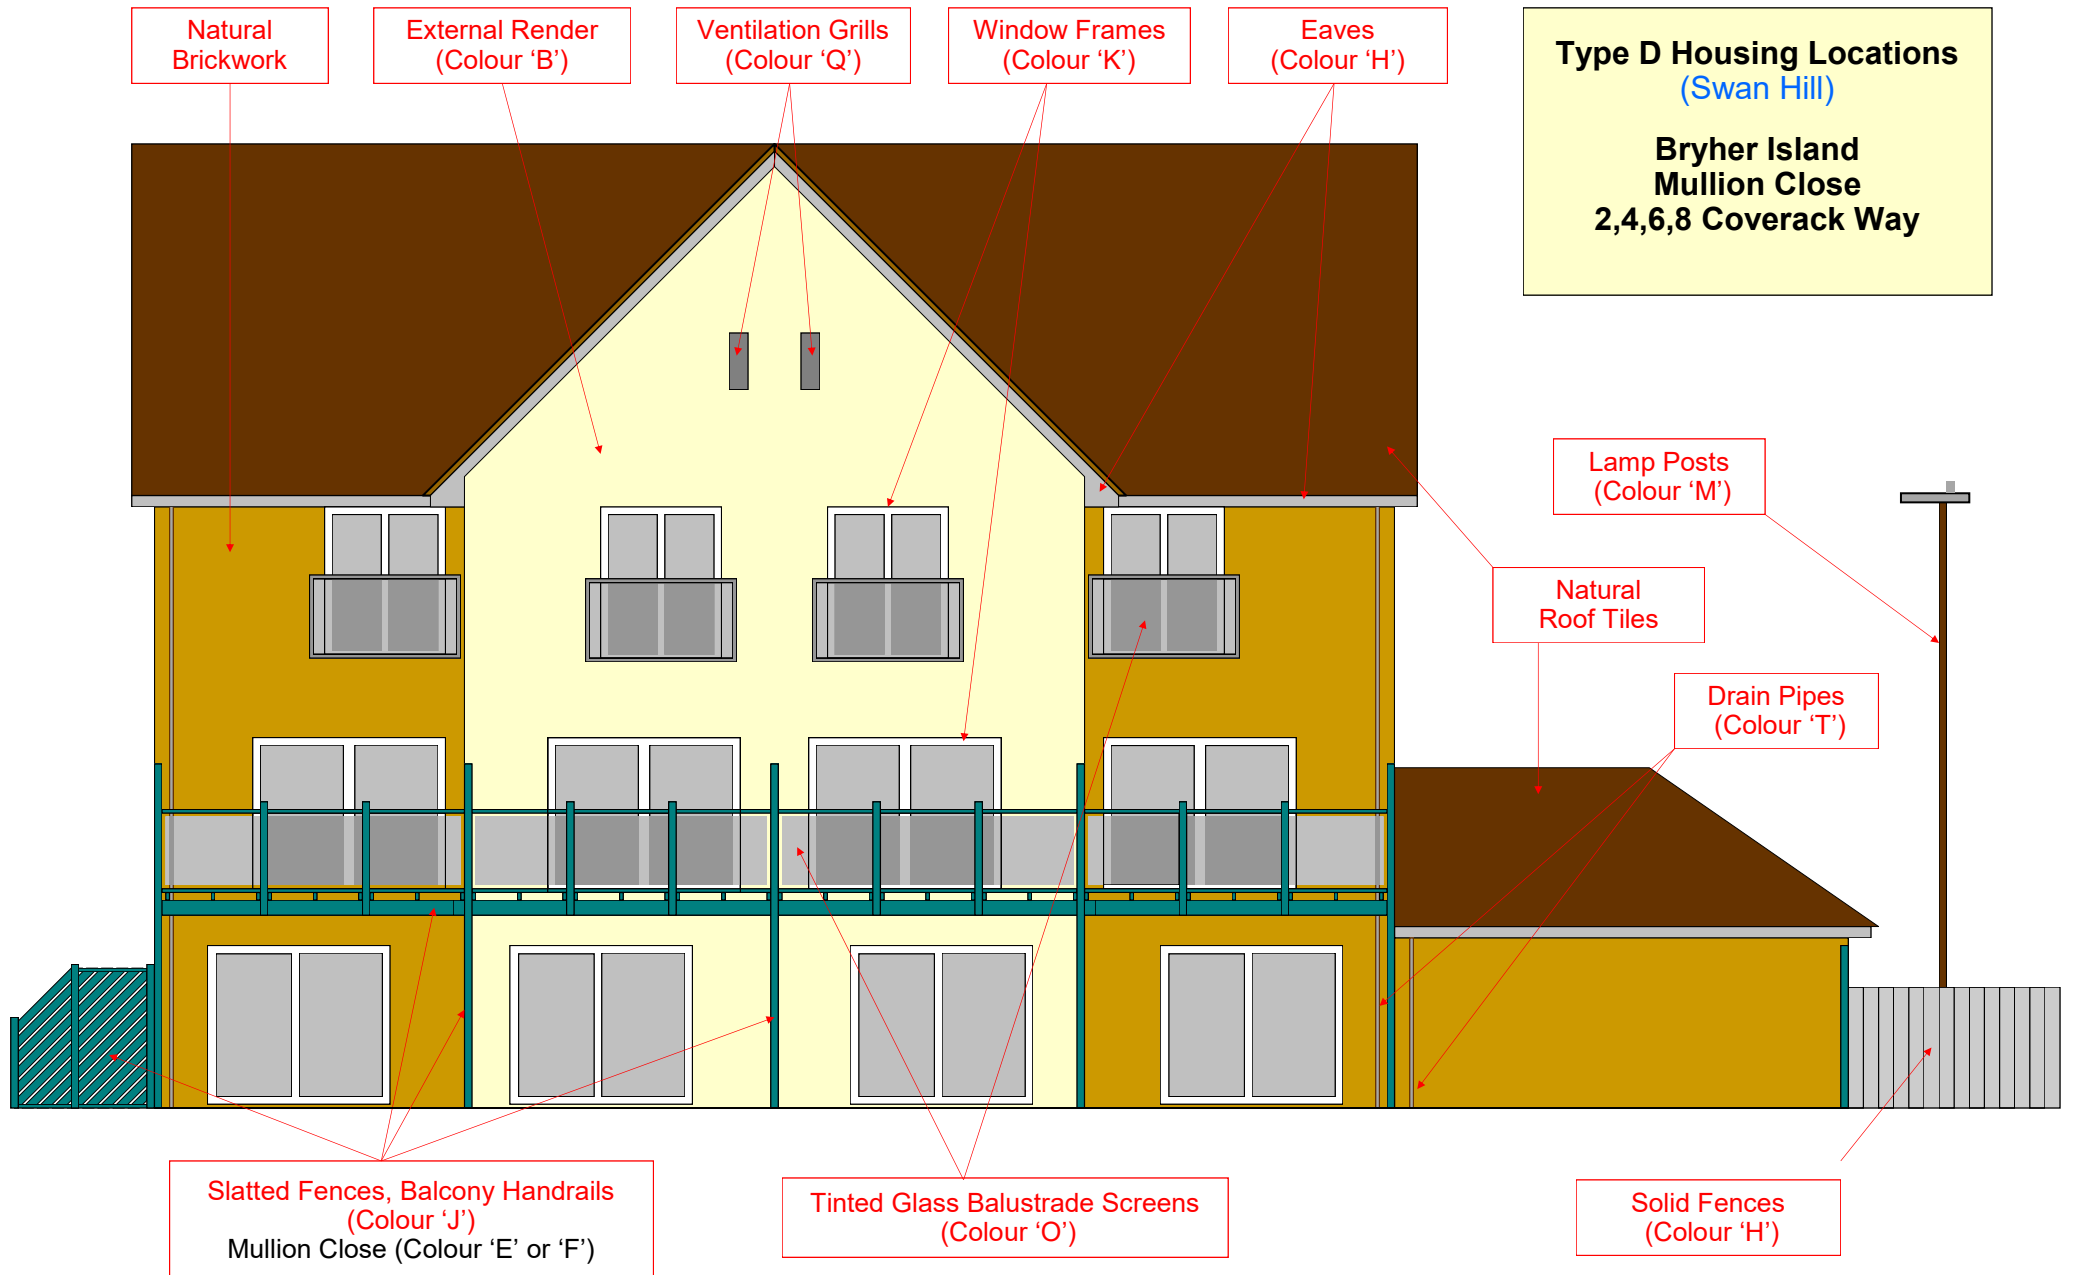 Natural
Brickwork
External Render
(Colour ‘B’)
Ventilation Grills
(Colour ‘Q’)
Window Frames
(Colour ‘K’)
Eaves
(Colour ‘H’)
Type D Housing Locations
(Swan Hill)
Bryher Island
Mullion Close
2,4,6,8 Coverack Way
Lamp Posts
(Colour ‘M’)
Natural
Roof Tiles
Drain Pipes
(Colour ‘T’)
Slatted Fences, Balcony Handrails
(Colour ‘J’)
Mullion Close (Colour ‘E’ or ‘F’)
Tinted Glass Balustrade Screens
(Colour ‘O’)
Solid Fences
(Colour ‘H’)